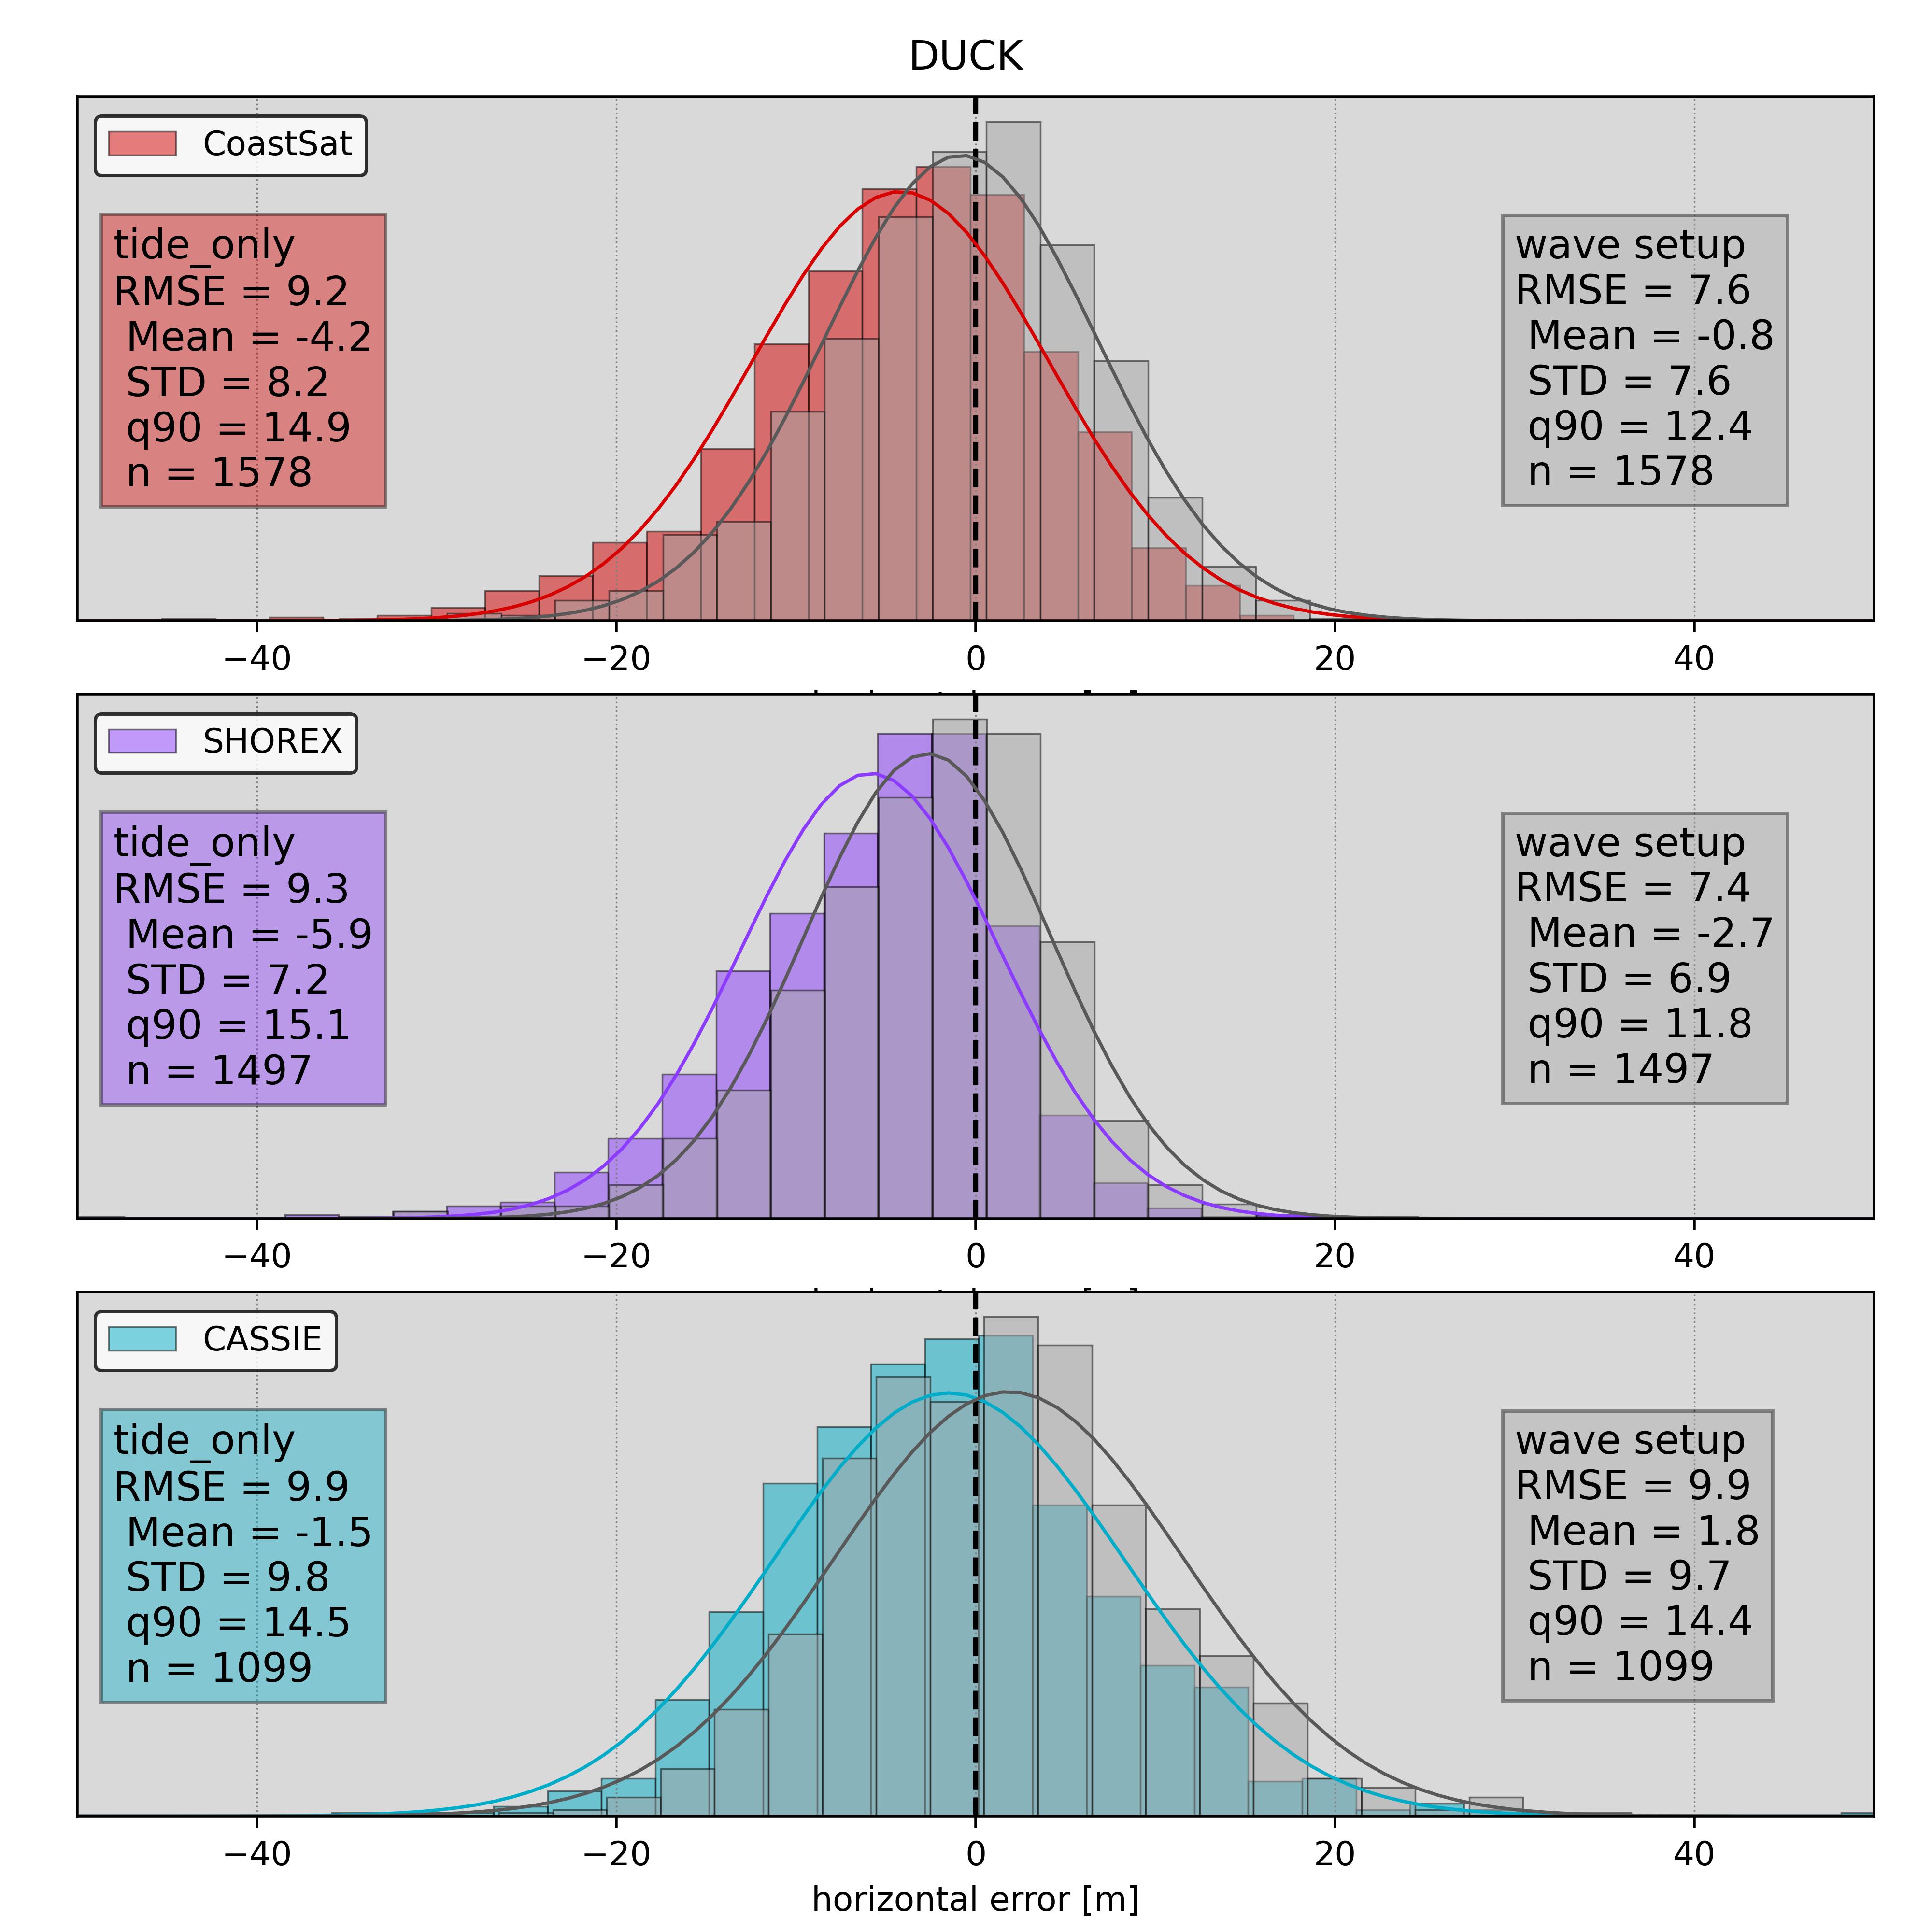 DUCK
CoastSat
tide_only
RMSE = 9.2
Mean = -4.2
STD = 8.2
q90 = 14.9
n = 1578
wave setup
RMSE = 7.6
Mean = -0.8
STD = 7.6
q90 = 12.4
n = 1578
−40 −20 0 20 40
SHOREX
tide_only
RMSE = 9.3
Mean = -5.9
STD = 7.2
q90 = 15.1
n = 1497
wave setup
RMSE = 7.4
Mean = -2.7
STD = 6.9
q90 = 11.8
n = 1497
−40 −20 0 20 40
CASSIE
tide_only
RMSE = 9.9
Mean = -1.5
STD = 9.8
q90 = 14.5
n = 1099
wave setup
RMSE = 9.9
Mean = 1.8
STD = 9.7
q90 = 14.4
n = 1099
−40 −20 0 20 40
horizontal error [m]